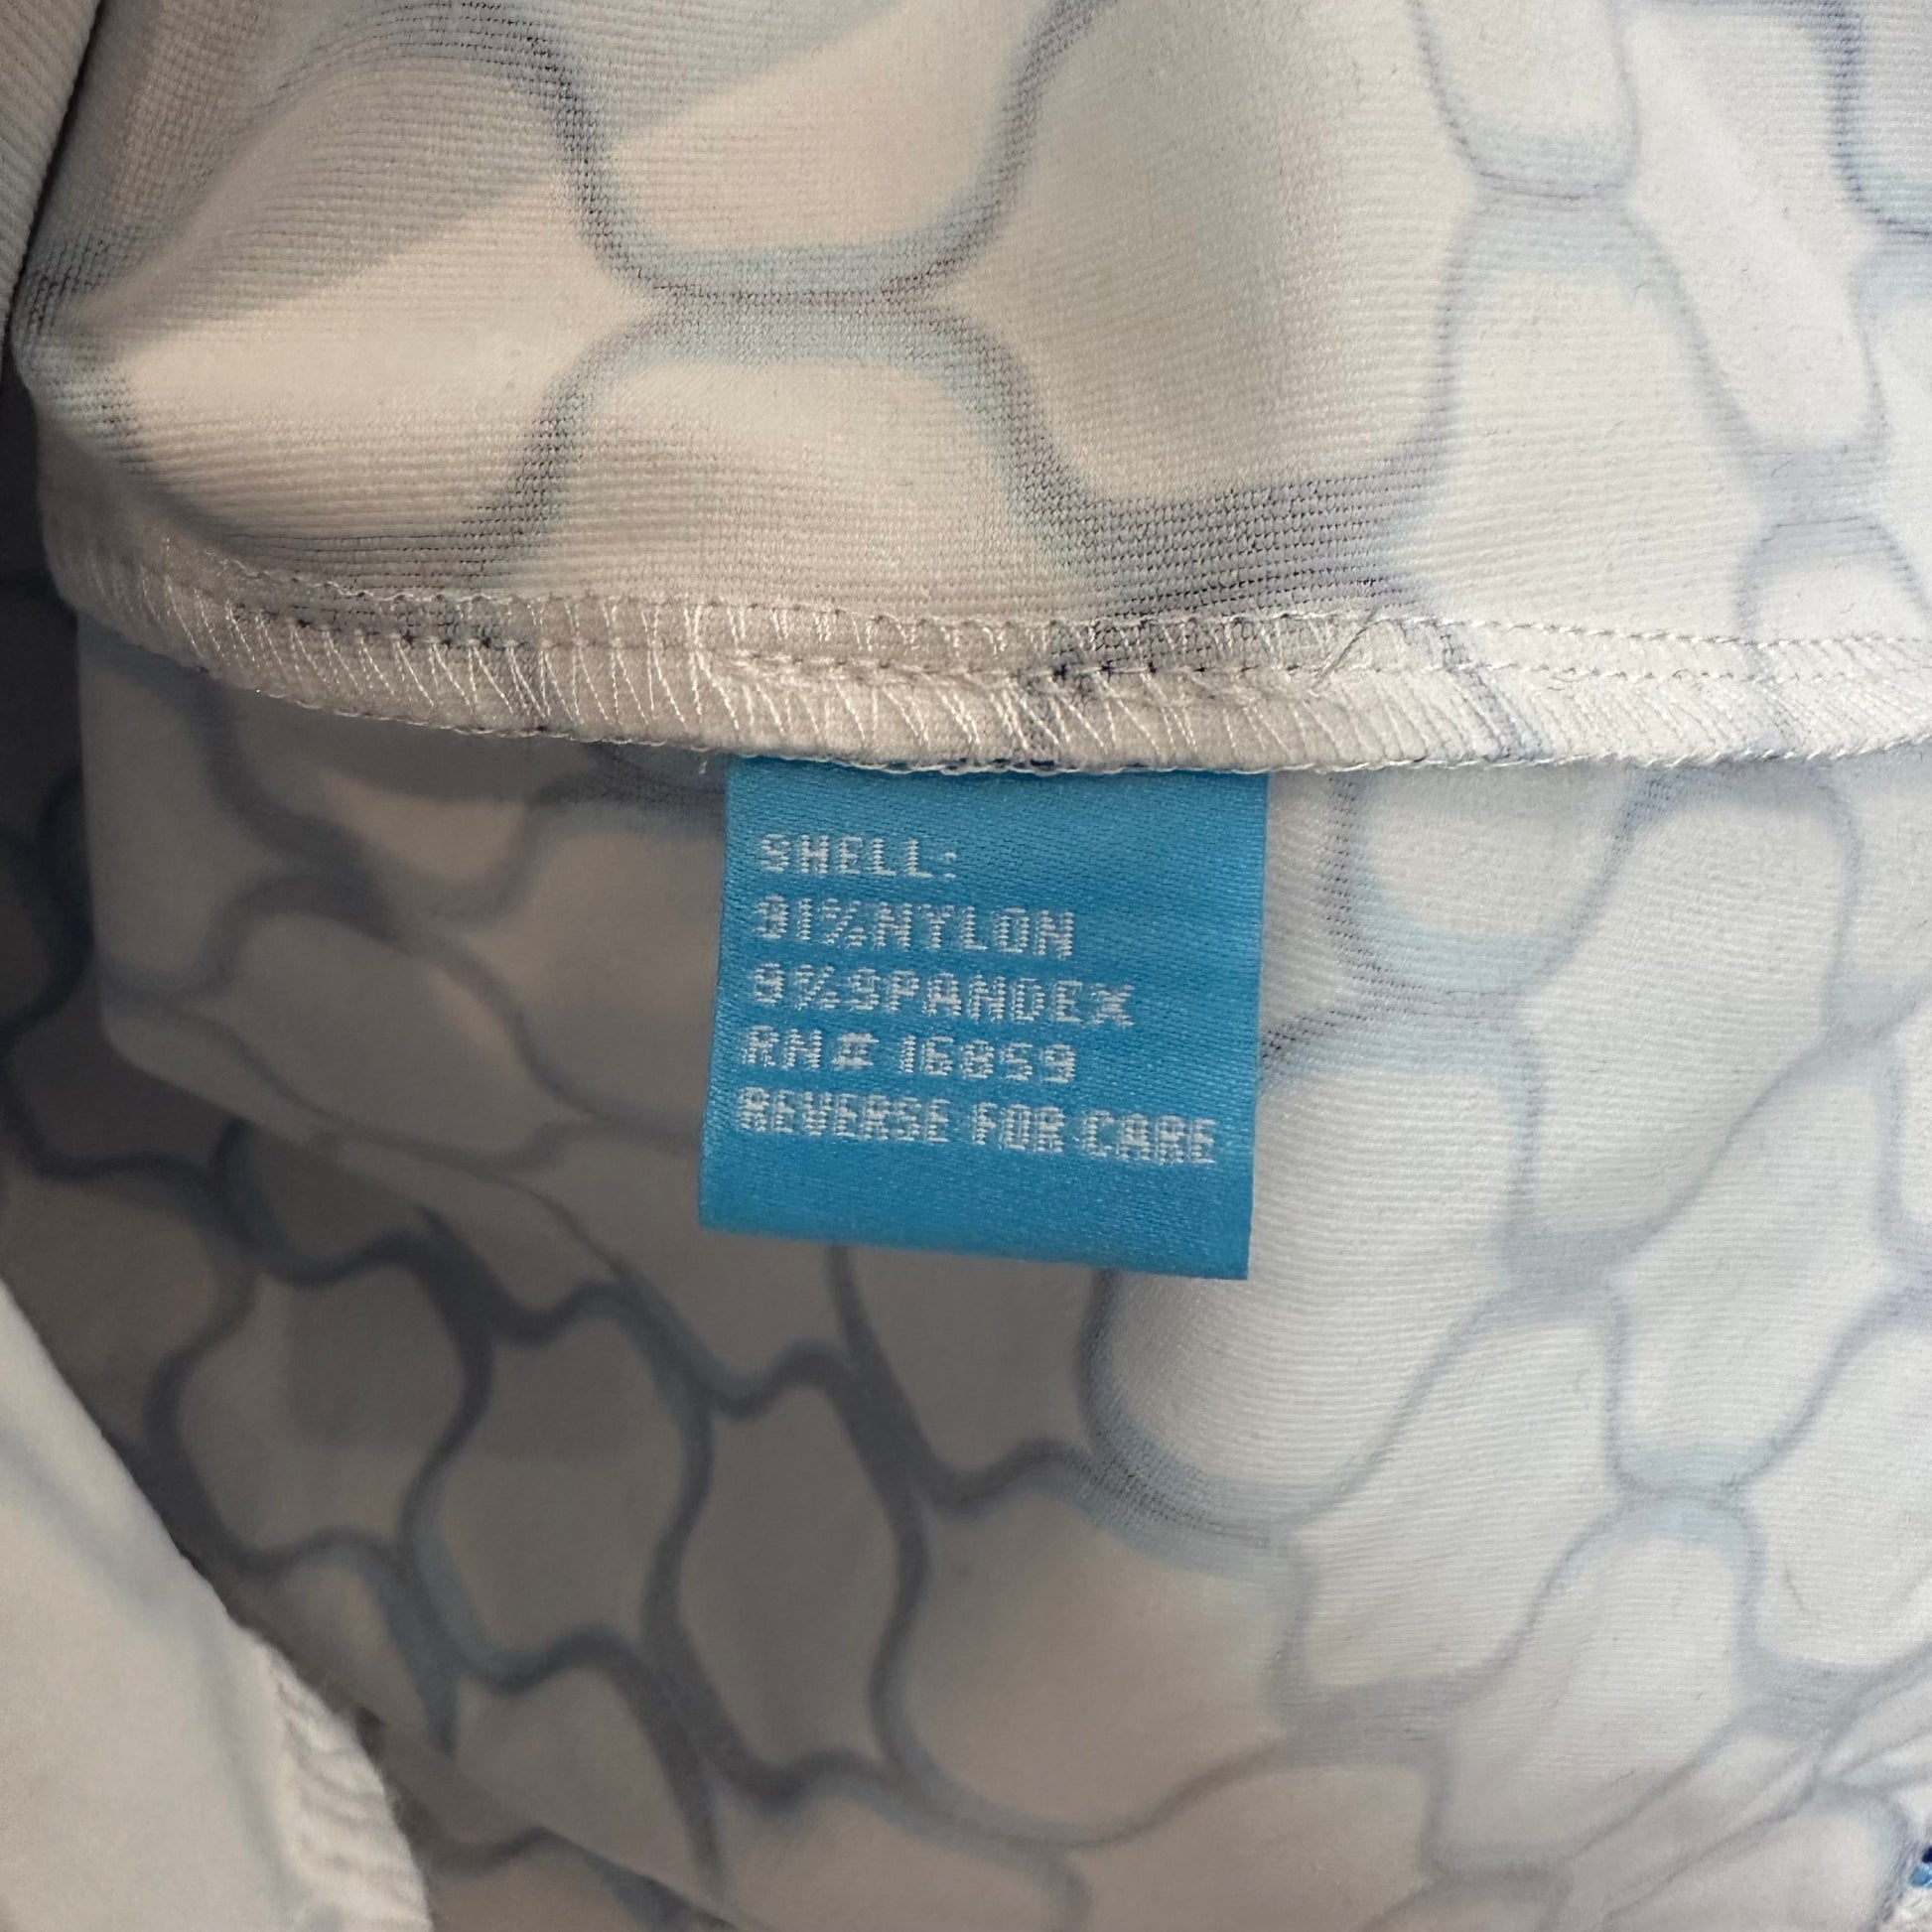 SHELL:
91%NYLON
9%SPANDEX
RN# 16859
REVERSE FOR CARE